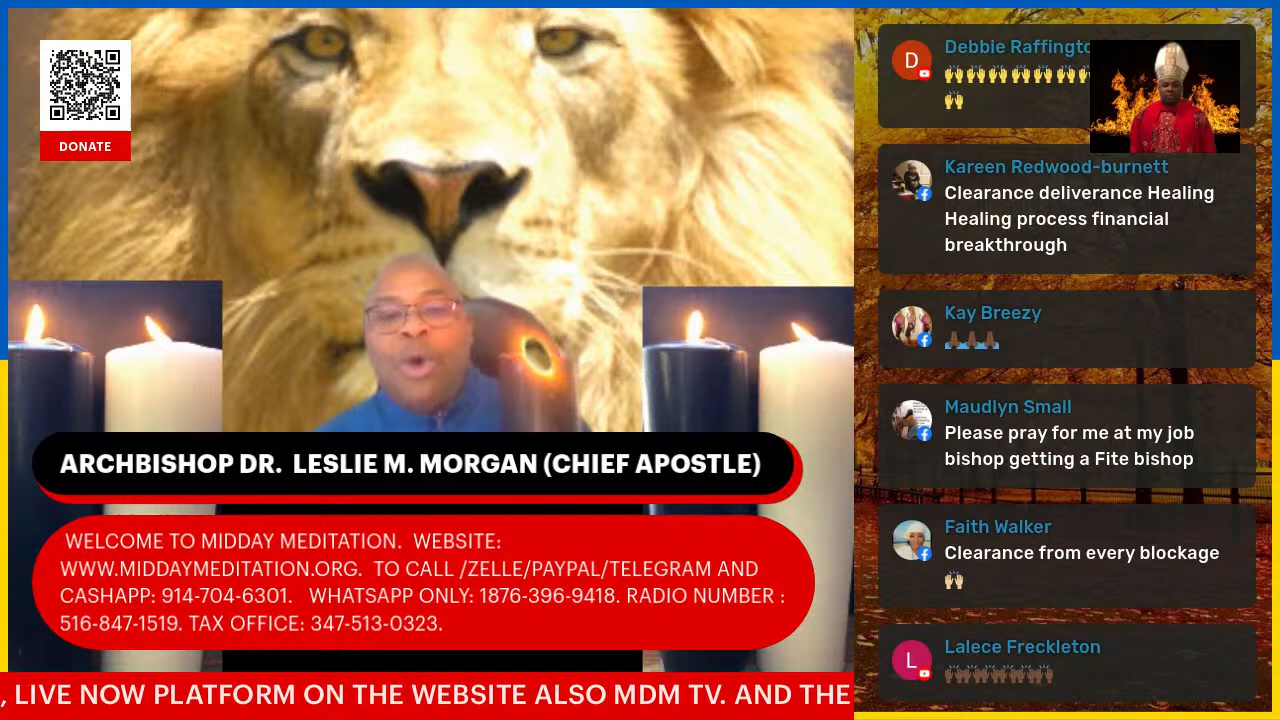 DONATE
ARCHBISHOP DR. LESLIE M. MORGAN (CHIEF APOSTLE)
WELCOME TO MIDDAY MEDITATION. WEBSITE:
WWW.MIDDAYMEDITATION.ORG. TO CALL /ZELLE/PAYPAL/TELEGRAM AND
CASHAPP: 914-704-6301. WHATSAPP ONLY: 1876-396-9418. RADIO NUMBER :
516-847-1519. TAX OFFICE: 347-513-0323.
, LIVE NOW PLATFORM ON THE WEBSITE ALSO MDM TV. AND THE
D
Debbie
🙌🙌🙌🙌🙌🙌🙌
🙌
Kareen Redwood-burnett
Clearance deliverance Healing
Healing process financial
breakthrough
Kay Breezy
🙏🏾🙏🏾🙏🏾
Maudlyn Small
Please pray for me at my job
bishop getting a Fite bishop
Faith Walker
Clearance from every blockage
🙌🏼
L
Lalece Freckleton
🙌🏾🙌🏾🙌🏾🙌🏾🙌🏾